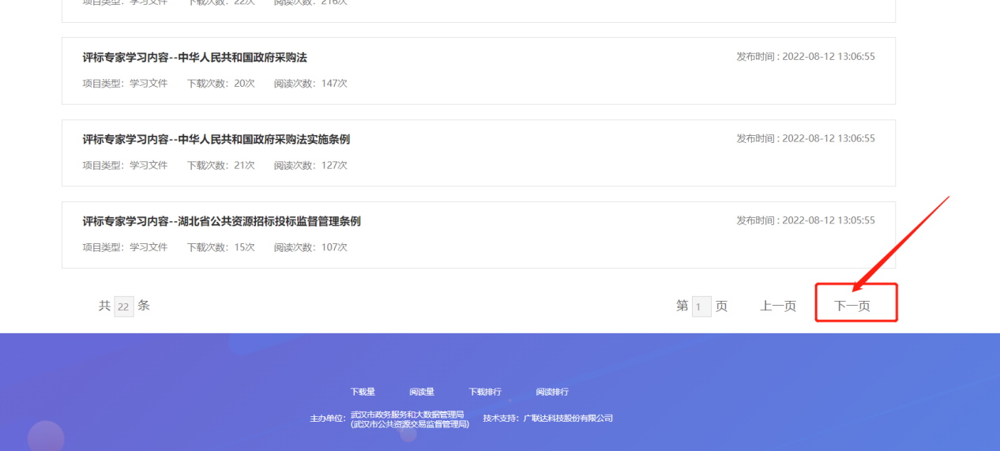 项目类型：学习文件 下载次数：22次 阅读次数：216次
评标专家学习内容--中华人民共和国政府采购法 发布时间 : 2022-08-12 13:06:55
项目类型：学习文件 下载次数：20次 阅读次数：147次
评标专家学习内容--中华人民共和国政府采购法实施条例 发布时间 : 2022-08-12 13:06:55
项目类型：学习文件 下载次数：21次 阅读次数：127次
评标专家学习内容--湖北省公共资源招标投标监督管理条例 发布时间 : 2022-08-12 13:05:55
项目类型：学习文件 下载次数：15次 阅读次数：107次
共 22 条 第 1 页 上一页 下一页
下载量 阅读量 下载排行 阅读排行
主办单位：武汉市政务服务和大数据管理局 技术支持：广联达科技股份有限公司
(武汉市公共资源交易监督管理局)